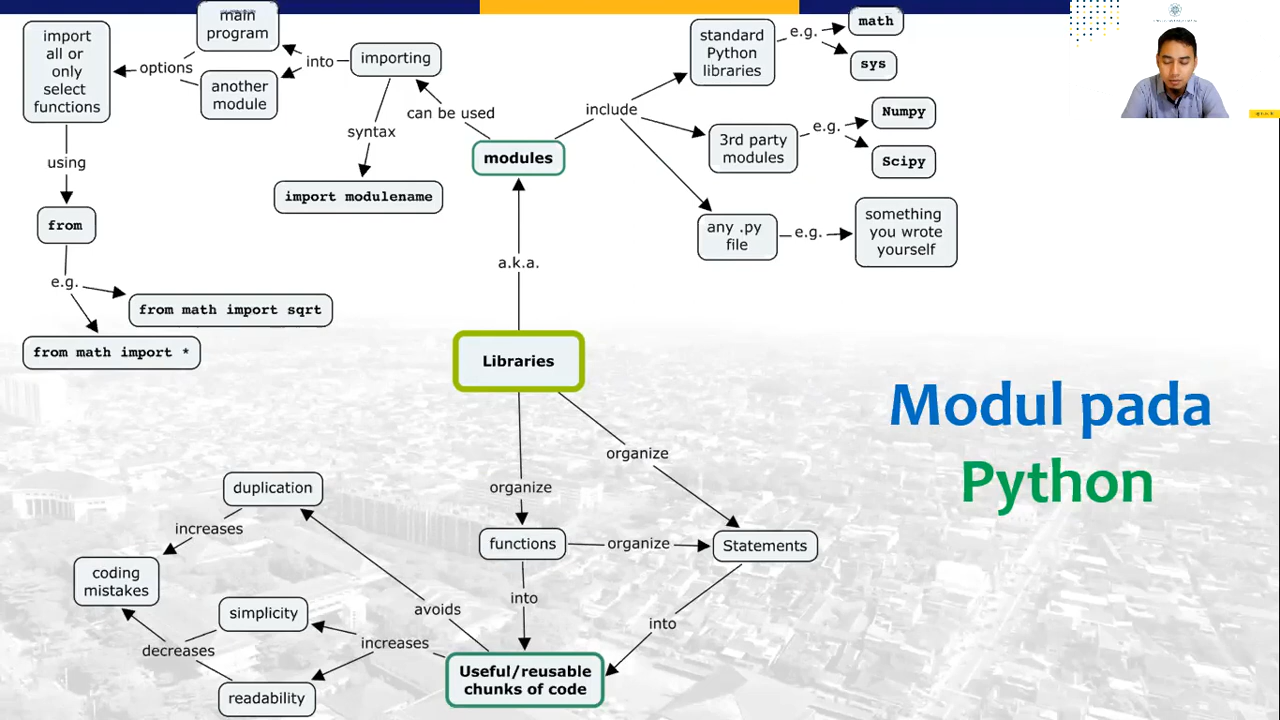 main
program
import
all or
only
select
functions
options
another
module
into
importing
can be used
syntax
import modulename
using
from
e.g.
from math import sqrt
from math import *
modules
include
standard
Python
libraries
e.g.
math
sys
3rd party
modules
e.g.
Numpy
Scipy
any .py
file
e.g.
something
you wrote
yourself
a.k.a.
Libraries
Modul pada
Python
organize
organize
functions
organize
Statements
into
into
duplication
increases
coding
mistakes
simplicity
avoids
increases
decreases
readability
Useful/reusable
chunks of code